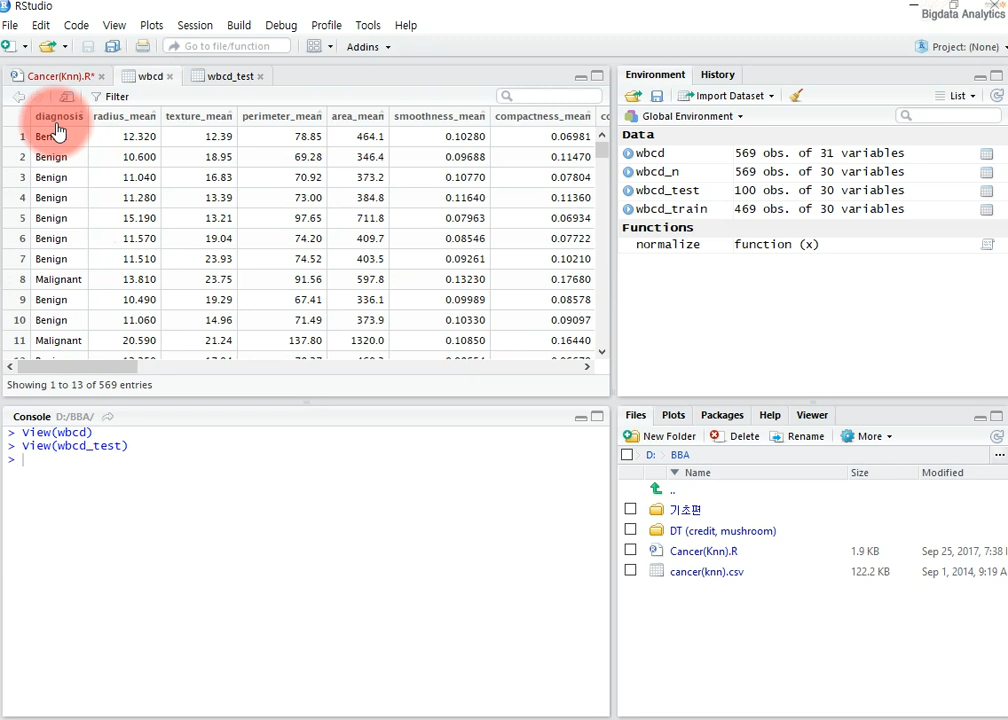 RStudio
Bigdata Analytics
File Edit Code View Plots Session Build Debug Profile Tools Help
Go to file/function Addins Project: (None)
Cancer(Knn).R* wbcd wbcd_test
Filter
diagnosis radius_mean texture_mean perimeter_mean area_mean smoothness_mean compactness_mean co
1 12.320 12.39 78.85 464.1 0.10280 0.06981
2 Benign 10.600 18.95 69.28 346.4 0.09688 0.11470
3 Benign 11.040 16.83 70.92 373.2 0.10770 0.07804
4 Benign 11.280 13.39 73.00 384.8 0.11640 0.11360
5 Benign 15.190 13.21 97.65 711.8 0.07963 0.06934
6 Benign 11.570 19.04 74.20 409.7 0.08546 0.07722
7 Benign 11.510 23.93 74.52 403.5 0.09261 0.10210
8 Malignant 13.810 23.75 91.56 597.8 0.13230 0.17680
9 Benign 10.490 19.29 67.41 336.1 0.09989 0.08578
10 Benign 11.060 14.96 71.49 373.9 0.10330 0.09097
11 Malignant 20.590 21.24 137.80 1320.0 0.10850 0.16440
Showing 1 to 13 of 569 entries
Console D:/BBA/
> View(wbcd)
> View(wbcd_test)
>
Environment History
Import Dataset List
Global Environment
Data
wbcd 569 obs. of 31 variables
wbcd_n 569 obs. of 30 variables
wbcd_test 100 obs. of 30 variables
wbcd_train 469 obs. of 30 variables
Functions
normalize function (x)
Files Plots Packages Help Viewer
New Folder Delete Rename More
D: BBA ...
Name Size Modified
..
기초편
DT (credit, mushroom)
Cancer(Knn).R 1.9 KB Sep 25, 2017, 7:38
cancer(knn).csv 122.2 KB Sep 1, 2014, 9:19 A